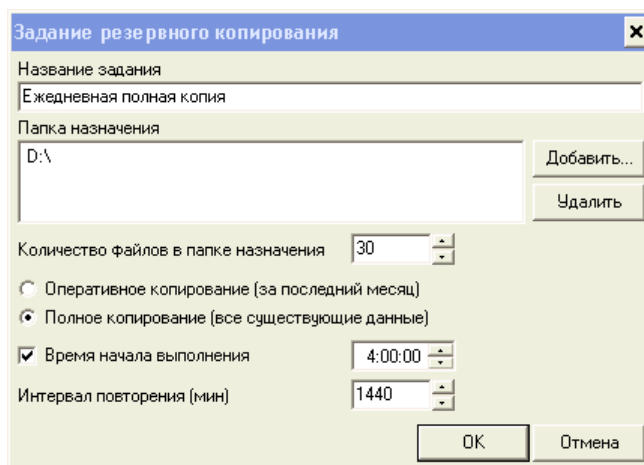 Задание резервного копирования
Название задания
Ежедневная полная копия
Папка назначения
D:\
Добавить...
Удалить
Количество файлов в папке назначения 30
Оперативное копирование (за последний месяц)
Полное копирование (все существующие данные)
Время начала выполнения 4:00:00
Интервал повторения (мин) 1440
OK Отмена